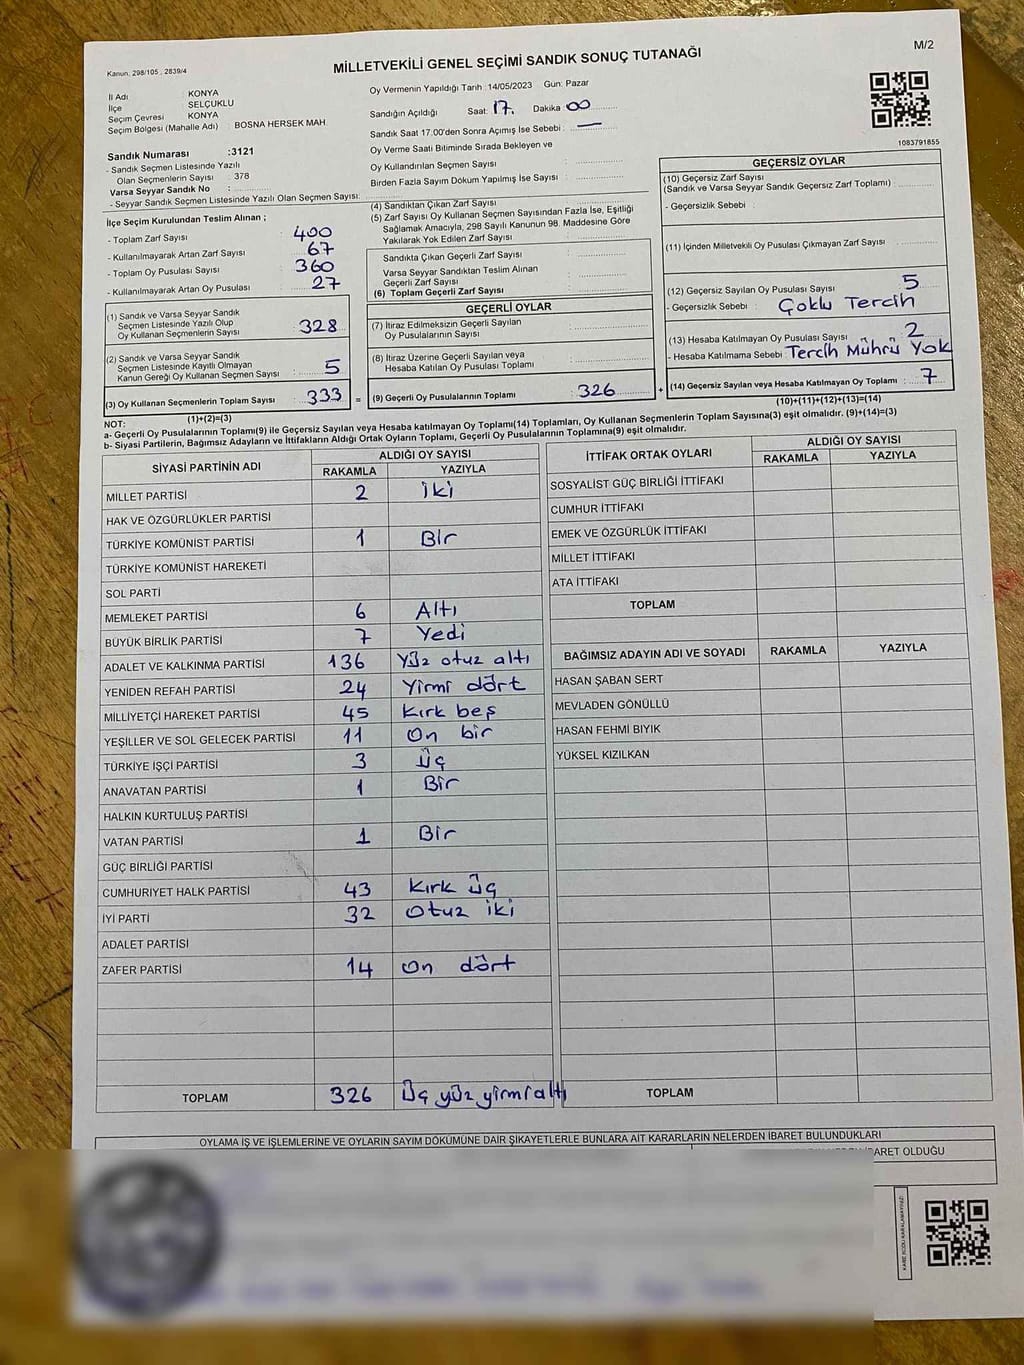 Kanun, 298/105 , 2839/4
MİLLETVEKİLİ GENEL SEÇİMİ SANDIK SONUÇ TUTANAĞI
M/2
İl Adı KONYA
İlçe SELÇUKLU
Seçim Çevresi KONYA
Seçim Bölgesi (Mahalle Adı) : BOSNA HERSEK MAH.
Sandık Numarası :3121
- Sandık Seçmen Listesinde Yazılı
Olan Seçmenlerin Sayısı : 378
Varsa Seyyar Sandık No :
- Seyyar Sandık Seçmen Listesinde Yazılı Olan Seçmen Sayısı:
Oy Vermenin Yapıldığı Tarih :14/05/2023 Gün: Pazar
Sandığın Açıldığı Saat: 17. Dakika : 00
Sandık Saat 17:00'den Sonra Açımış İse Sebebi : —
Oy Verme Saati Bitiminde Sırada Bekleyen ve
Oy Kullandırılan Seçmen Sayısı :
Birden Fazla Sayım Döküm Yapılmış İse Sayısı :
1083791855
İlçe Seçim Kurulundan Teslim Alınan ;
- Toplam Zarf Sayısı : 400
- Kullanılmayarak Artan Zarf Sayısı : 67
- Toplam Oy Pusulası Sayısı : 360
- Kullanılmayarak Artan Oy Pusulası : 27
(1) Sandık ve Varsa Seyyar Sandık
Seçmen Listesinde Yazılı Olup
Oy Kullanan Seçmenlerin Sayısı : 328
(2) Sandık ve Varsa Seyyar Sandık
Seçmen Listesinde Kayıtlı Olmayan
Kanun Gereği Oy Kullanan Seçmen Sayısı : 5
(3) Oy Kullanan Seçmenlerin Toplam Sayısı : 333 =
(1)+(2)=(3)
(4) Sandıktan Çıkan Zarf Sayısı :
(5) Zarf Sayısı Oy Kullanan Seçmen Sayısından Fazla İse, Eşitliği
Sağlamak Amacıyla, 298 Sayılı Kanunun 98. Maddesine Göre
Yakılarak Yok Edilen Zarf Sayısı :
Sandıkta Çıkan Geçerli Zarf Sayısı :
Varsa Seyyar Sandıktan Teslim Alınan
Geçerli Zarf Sayısı :
(6) Toplam Geçerli Zarf Sayısı :
GEÇERLİ OYLAR
(7) İtiraz Edilmeksizin Geçerli Sayılan
Oy Pusulalarının Sayısı :
(8) İtiraz Üzerine Geçerli Sayılan veya
Hesaba Katılan Oy Pusulası Toplamı :
(9) Geçerli Oy Pusulalarının Toplamı : 326 +
GEÇERSİZ OYLAR
(10) Geçersiz Zarf Sayısı
(Sandık ve Varsa Seyyar Sandık Geçersiz Zarf Toplamı) :
- Geçersizlik Sebebi :
(11) İçinden Milletvekili Oy Pusulası Çıkmayan Zarf Sayısı :
(12) Geçersiz Sayılan Oy Pusulası Sayısı : 5
- Geçersizlik Sebebi : Çoklu Tercih
(13) Hesaba Katılmayan Oy Pusulası Sayısı : 2
- Hesaba Katılmama Sebebi : Tercih Mührü Yok
(14) Geçersiz Sayılan veya Hesaba Katılmayan Oy Toplamı : 7
(10)+(11)+(12)+(13)=(14)
NOT:
a- Geçerli Oy Pusulalarının Toplamı(9) ile Geçersiz Sayılan veya Hesaba katılmayan Oy Toplamı(14) Toplamları, Oy Kullanan Seçmenlerin Toplam Sayısına(3) eşit olmalıdır. (9)+(14)=(3)
b- Siyasi Partilerin, Bağımsız Adayların ve İttifakların Aldığı Ortak Oyların Toplamı, Geçerli Oy Pusulalarının Toplamına(9) eşit olmalıdır.
SİYASİ PARTİNİN ADI ALDIĞI OY SAYISI
RAKAMLA YAZIYLA
MİLLET PARTİSİ 2 iki
HAK VE ÖZGÜRLÜKLER PARTİSİ
TÜRKİYE KOMÜNİST PARTİSİ 1 Bir
TÜRKİYE KOMÜNİST HAREKETİ
SOL PARTİ
MEMLEKET PARTİSİ 6 Altı
BÜYÜK BİRLİK PARTİSİ 7 Yedi
ADALET VE KALKINMA PARTİSİ 136 Yüz otuz altı
YENİDEN REFAH PARTİSİ 24 Yirmi dört
MİLLİYETÇİ HAREKET PARTİSİ 45 Kırk beş
YEŞİLLER VE SOL GELECEK PARTİSİ 11 On bir
TÜRKİYE İŞÇİ PARTİSİ 3 Üç
ANAVATAN PARTİSİ 1 Bir
HALKIN KURTULUŞ PARTİSİ
VATAN PARTİSİ 1 Bir
GÜÇ BİRLİĞİ PARTİSİ
CUMHURİYET HALK PARTİSİ 43 Kırk üç
İYİ PARTİ 32 Otuz iki
ADALET PARTİSİ
ZAFER PARTİSİ 14 On dört
TOPLAM 326 Üç yüz yirmi altı
İTTİFAK ORTAK OYLARI ALDIĞI OY SAYISI
RAKAMLA YAZIYLA
SOSYALİST GÜÇ BİRLİĞİ İTTİFAKI
CUMHUR İTTİFAKI
EMEK VE ÖZGÜRLÜK İTTİFAKI
MİLLET İTTİFAKI
ATA İTTİFAKI
TOPLAM
BAĞIMSIZ ADAYIN ADI VE SOYADI RAKAMLA YAZIYLA
HASAN ŞABAN SERT
MEVLADEN GÖNÜLLÜ
HASAN FEHMİ BIYIK
YÜKSEL KIZILKAN
TOPLAM
OYLAMA İŞ VE İŞLEMLERİNE VE OYLARIN SAYIM DÖKÜMÜNE DAİR ŞİKAYETLERLE BUNLARA AİT KARARLARIN NELERDEN İBARET BULUNDUKLARI
İBARET OLDUĞU
KARE KODU KARALAMAYINIZ!